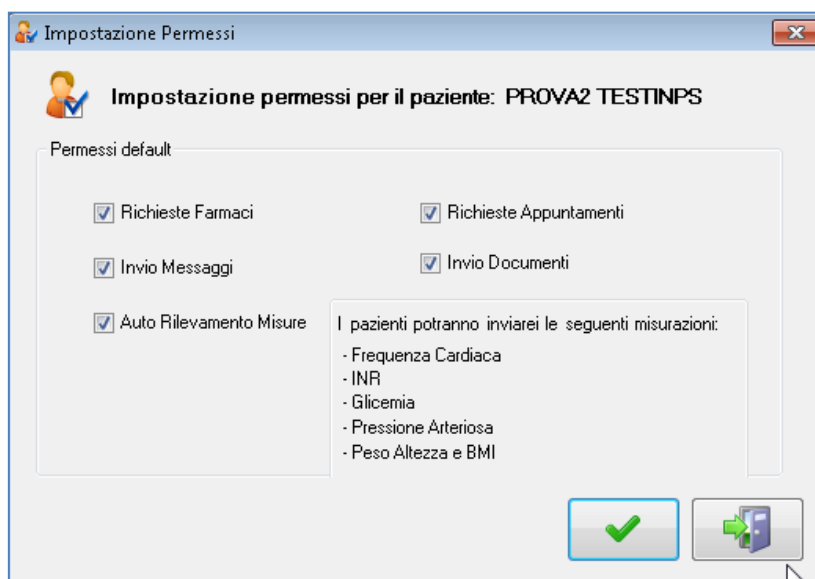 Impostazione Permessi
Impostazione permessi per il paziente: PROVA2 TESTINPS
Permessi default
Richieste Farmaci
Richieste Appuntamenti
Invio Messaggi
Invio Documenti
Auto Rilevamento Misure
I pazienti potranno inviarei le seguenti misurazioni:
- Frequenza Cardiaca
- INR
- Glicemia
- Pressione Arteriosa
- Peso Altezza e BMI